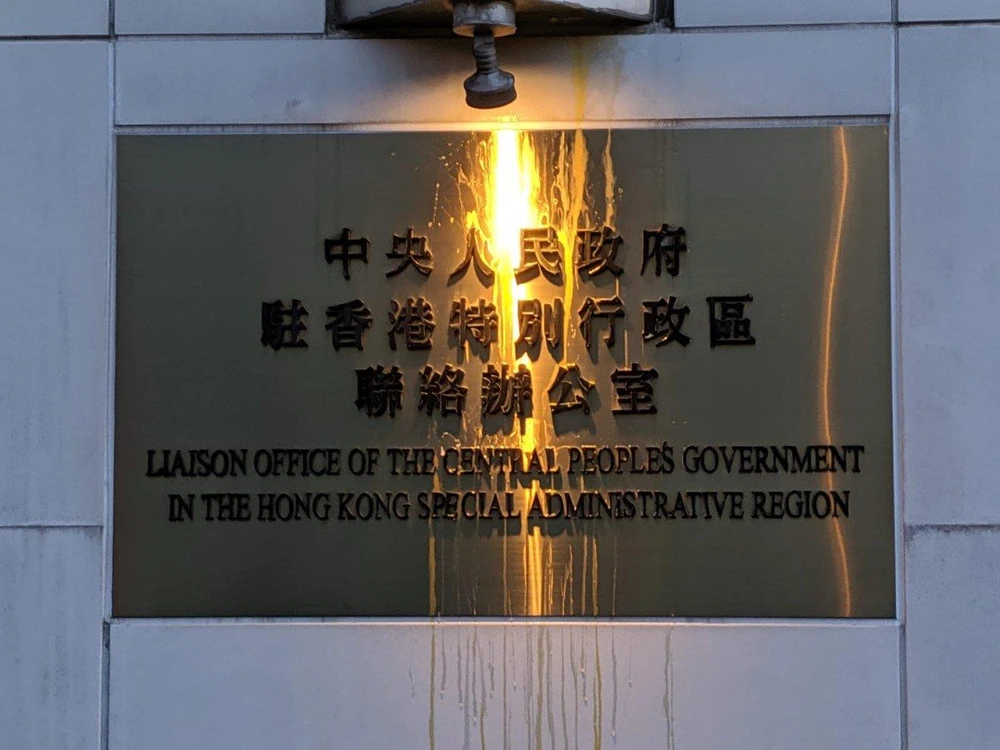 中央人民政府
駐香港特別行政區
聯絡辦公室
LIAISON OFFICE OF THE CENTRAL PEOPLE'S GOVERNMENT
IN THE HONG KONG SPECIAL ADMINISTRATIVE REGION